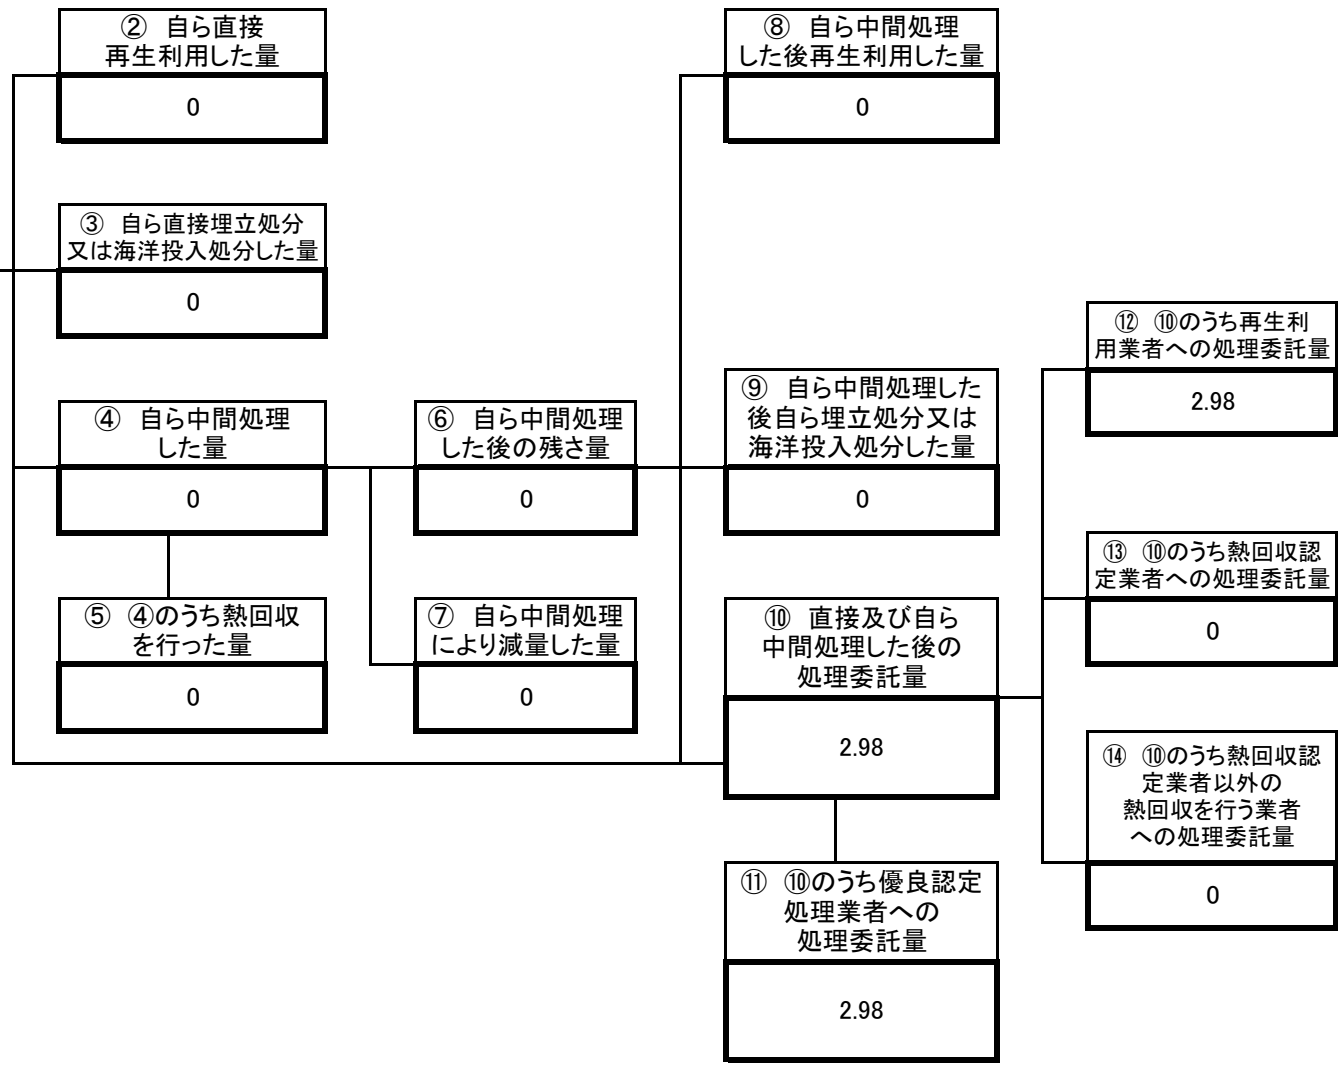 ② 自ら直接
再生利用した量
0
③ 自ら直接埋立処分
又は海洋投入処分した量
0
④ 自ら中間処理
した量
0
⑤ ④のうち熱回収
を行った量
0
⑥ 自ら中間処理
した後の残さ量
0
⑦ 自ら中間処理
により減量した量
0
⑧ 自ら中間処理
した後再生利用した量
0
⑨ 自ら中間処理した
後自ら埋立処分又は
海洋投入処分した量
0
⑩ 直接及び自ら
中間処理した後の
処理委託量
2.98
⑪ ⑩のうち優良認定
処理業者への
処理委託量
2.98
⑫ ⑩のうち再生利
用業者への処理委託量
2.98
⑬ ⑩のうち熱回収認
定業者への処理委託量
0
⑭ ⑩のうち熱回収認
定業者以外の
熱回収を行う業者
への処理委託量
0